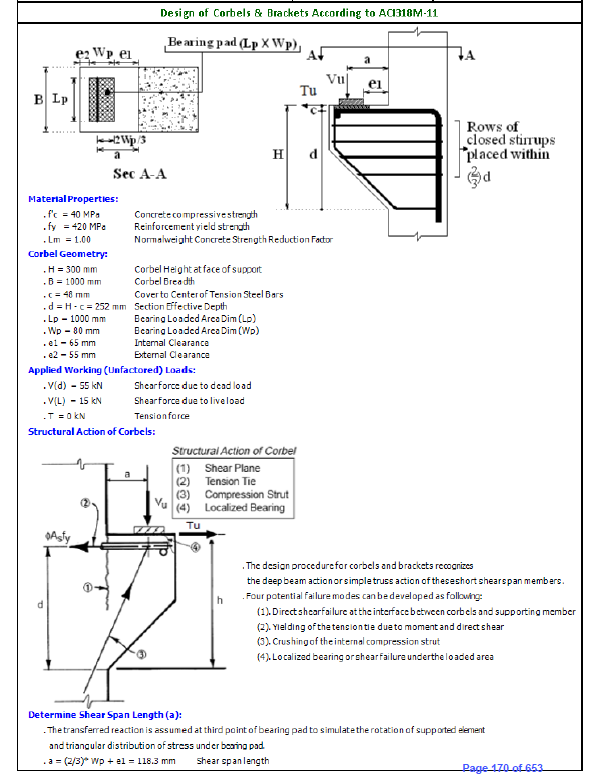 Design of Corbels & Brackets According to ACI318M-11
Bearing pad (Lp X Wp)
e2 Wp e1
B Lp
2Wp/3
a
Sec A-A
A A
a
Vu
e1
Tu
c
H d
Rows of
closed stirrups
placed within
(2/3)d
Material Properties:
. f'c = 40 MPa Concrete compressive strength
. fy = 420 MPa Reinforcement yield strength
. Lm = 1.00 Normalweight Concrete Strength Reduction Factor
Corbel Geometry:
. H = 300 mm Corbel Height at face of support
. B = 1000 mm Corbel Breadth
. c = 48 mm Cover to Center of Tension Steel Bars
. d = H - c = 252 mm Section Effective Depth
. Lp = 1000 mm Bearing Loaded Area Dim (Lp)
. Wp = 80 mm Bearing Loaded Area Dim (Wp)
. e1 = 65 mm Internal Clearance
. e2 = 55 mm External Clearance
Applied Working (Unfactored) Loads:
. V(d) = 55 kN Shear force due to dead load
. V(L) = 15 kN Shear force due to live load
. T = 0 kN Tension force
Structural Action of Corbels:
Structural Action of Corbel
(1) Shear Plane
(2) Tension Tie
(3) Compression Strut
(4) Localized Bearing
a
2
Vu
Tu
ϕAsfy
4
1
d
h
3
. The design procedure for corbels and brackets recognizes
the deep beam action or simple truss action of these short shear span members.
. Four potential failure modes can be developed as following:
(1). Direct shear failure at the interface between corbels and supporting member
(2). Yielding of the tension tie due to moment and direct shear
(3). Crushing of the internal compression strut
(4). Localized bearing or shear failure under the loaded area
Determine Shear Span Length (a):
. The transferred reaction is assumed at third point of bearing pad to simulate the rotation of supported element
and triangular distribution of stress under bearing pad.
. a = (2/3)* Wp + e1 = 118.3 mm Shear span length
Page 170 of 653